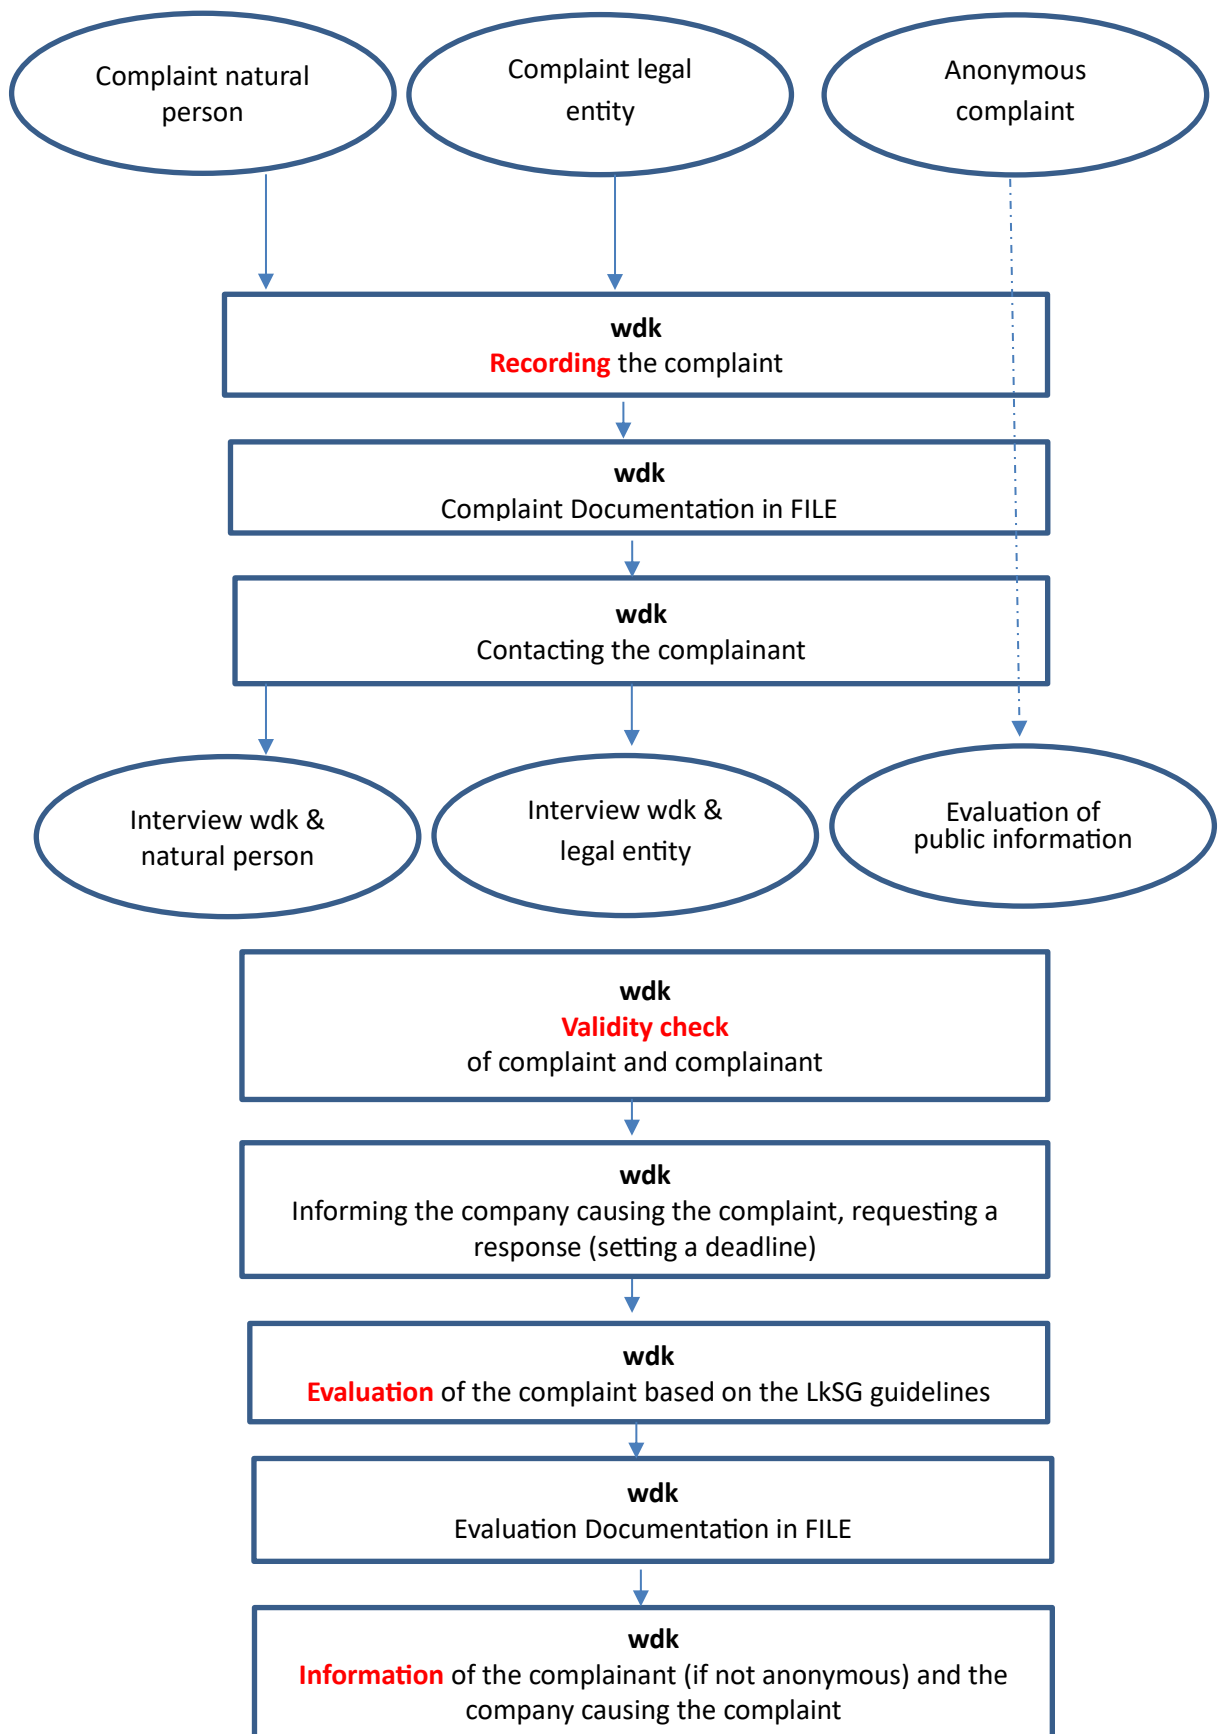 Complaint natural
person
Complaint legal
entity
Anonymous
complaint
wdk
Recording the complaint
wdk
Complaint Documentation in FILE
wdk
Contacting the complainant
Interview wdk &
natural person
Interview wdk &
legal entity
Evaluation of
public information
wdk
Validity check
of complaint and complainant
wdk
Informing the company causing the complaint, requesting a
response (setting a deadline)
wdk
Evaluation of the complaint based on the LkSG guidelines
wdk
Evaluation Documentation in FILE
wdk
Information of the complainant (if not anonymous) and the
company causing the complaint